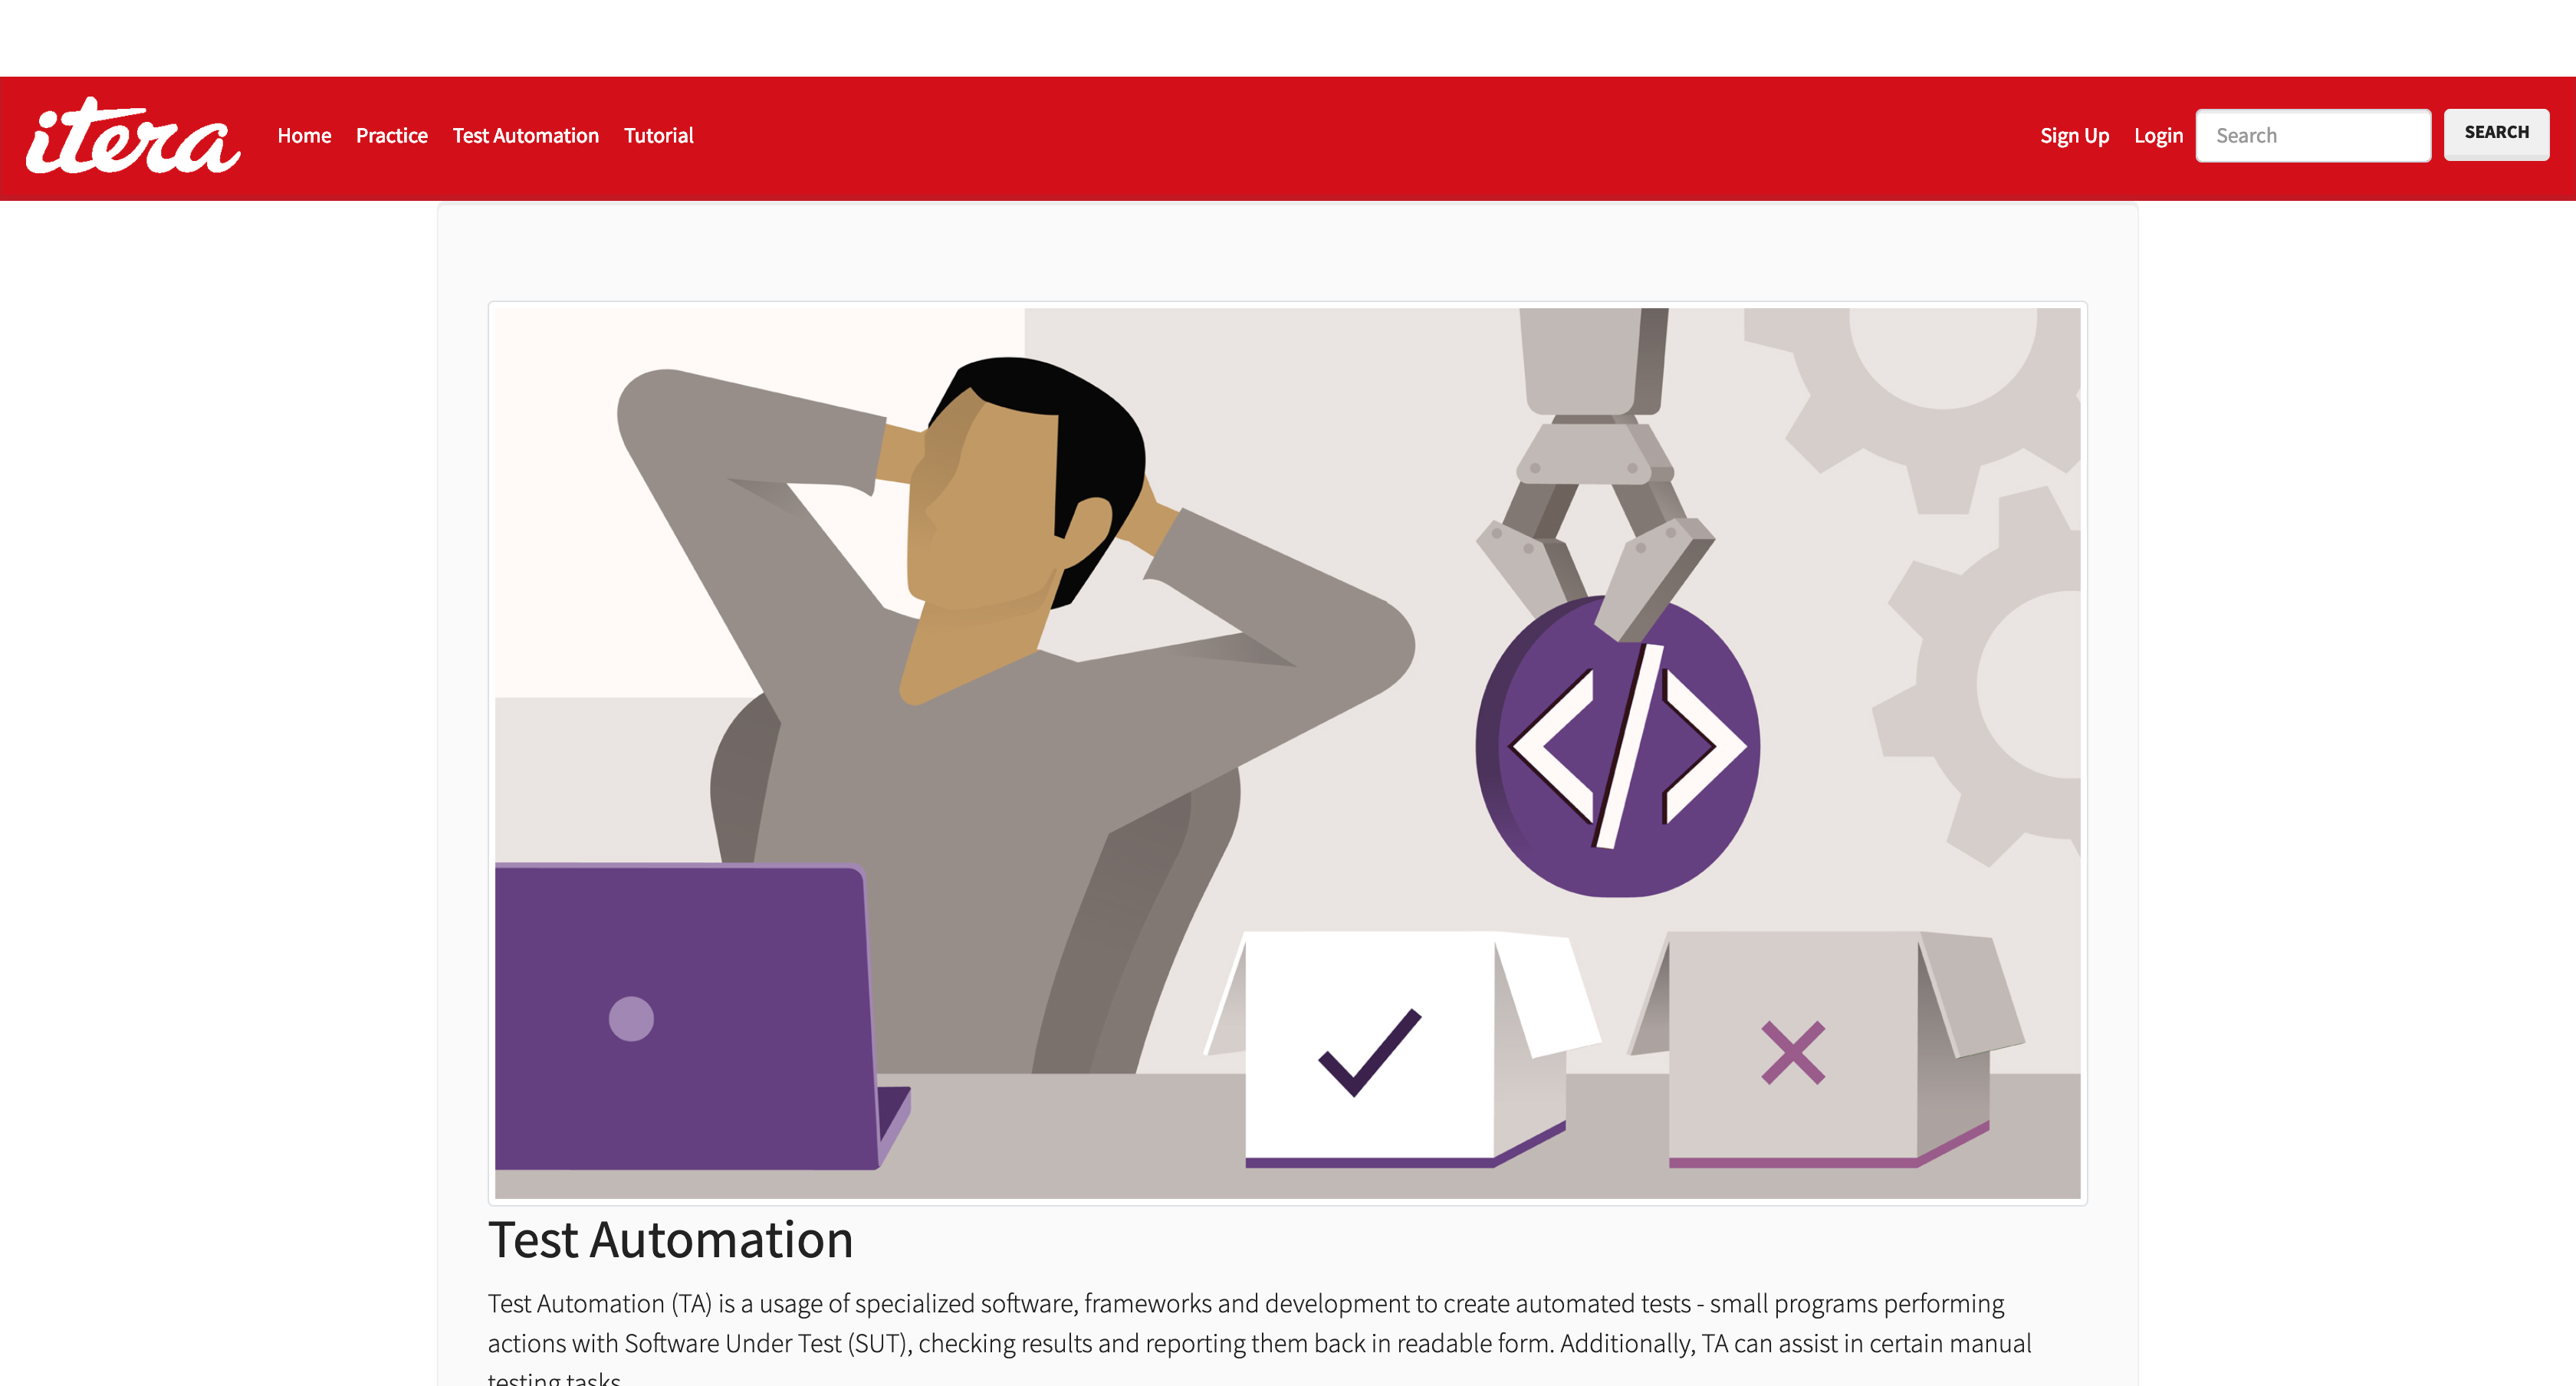 itera
Home Practice Test Automation Tutorial Sign Up Login Search SEARCH
</>
Test Automation
Test Automation (TA) is a usage of specialized software, frameworks and development to create automated tests - small programs performing
actions with Software Under Test (SUT), checking results and reporting them back in readable form. Additionally, TA can assist in certain manual
testing tasks.